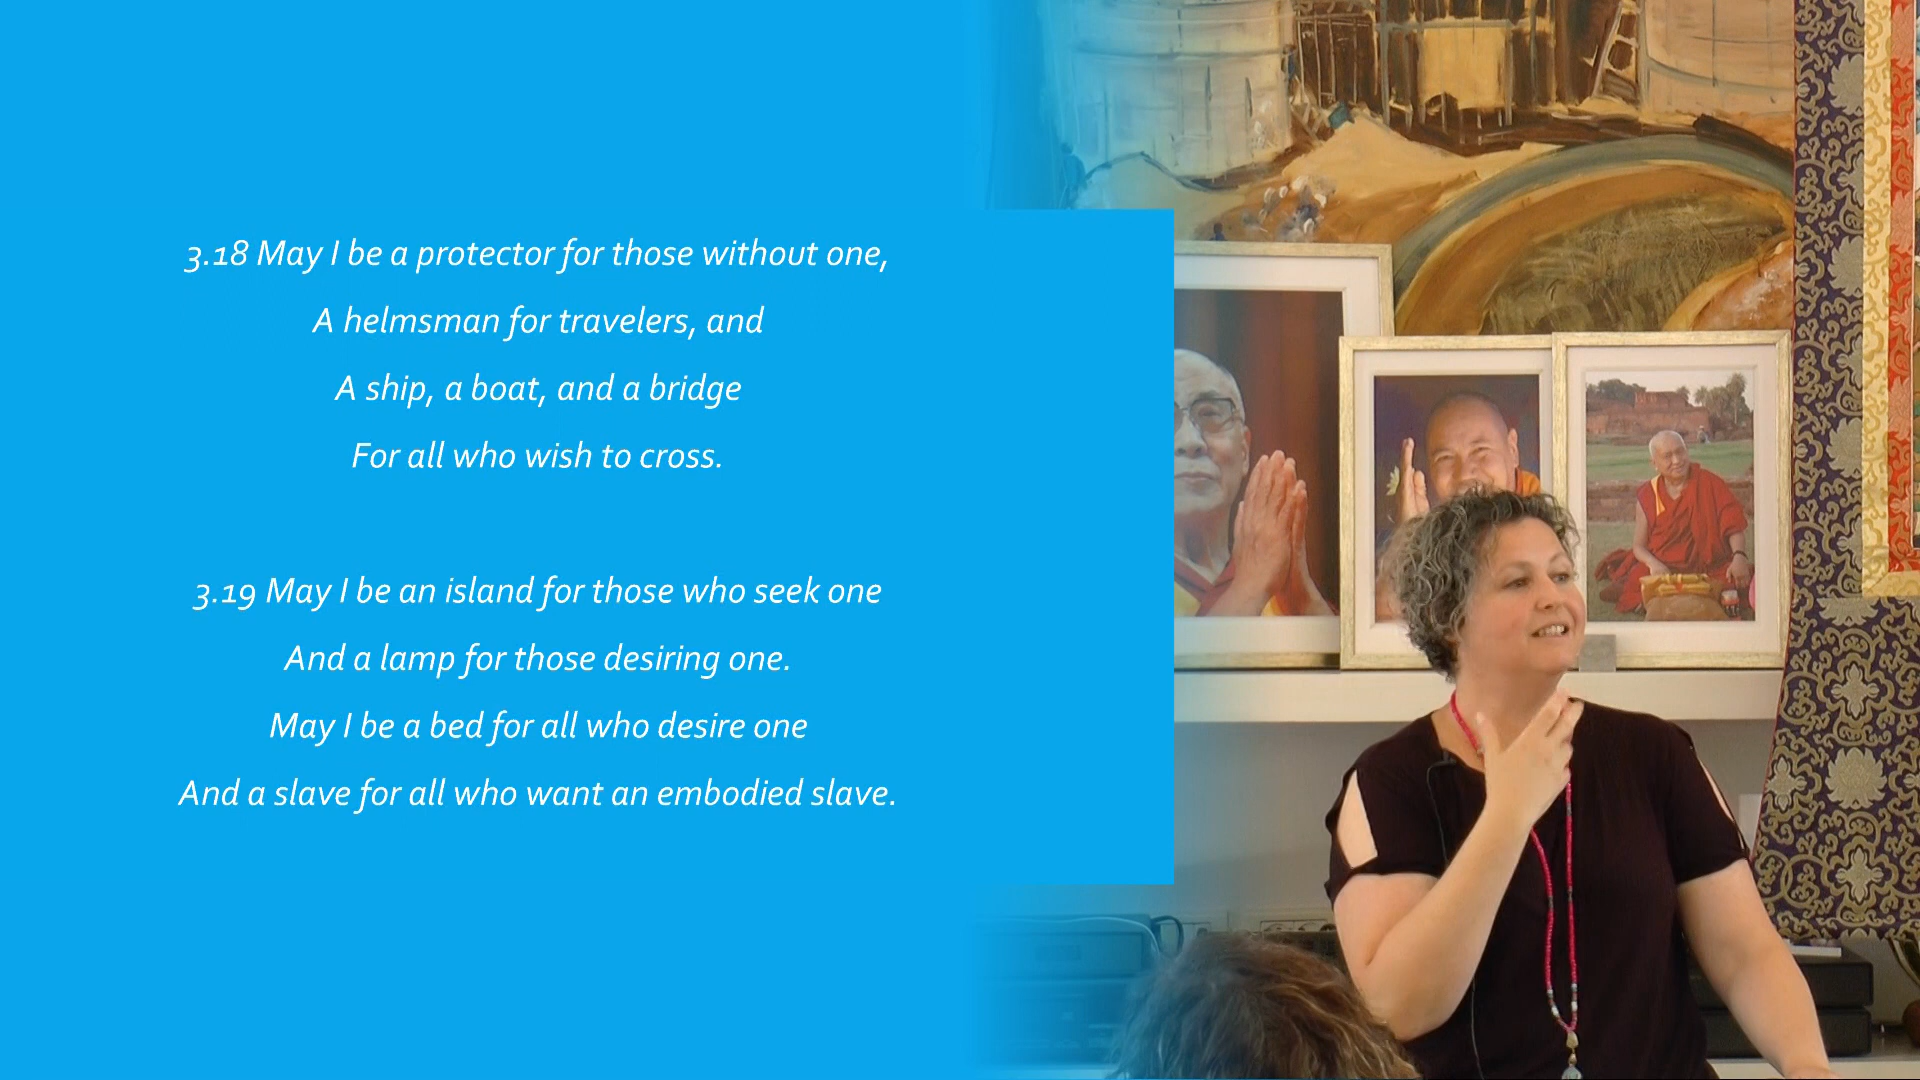 3.18 May I be a protector for those without one,
A helmsman for travelers, and
A ship, a boat, and a bridge
For all who wish to cross.
3.19 May I be an island for those who seek one
And a lamp for those desiring one.
May I be a bed for all who desire one
And a slave for all who want an embodied slave.